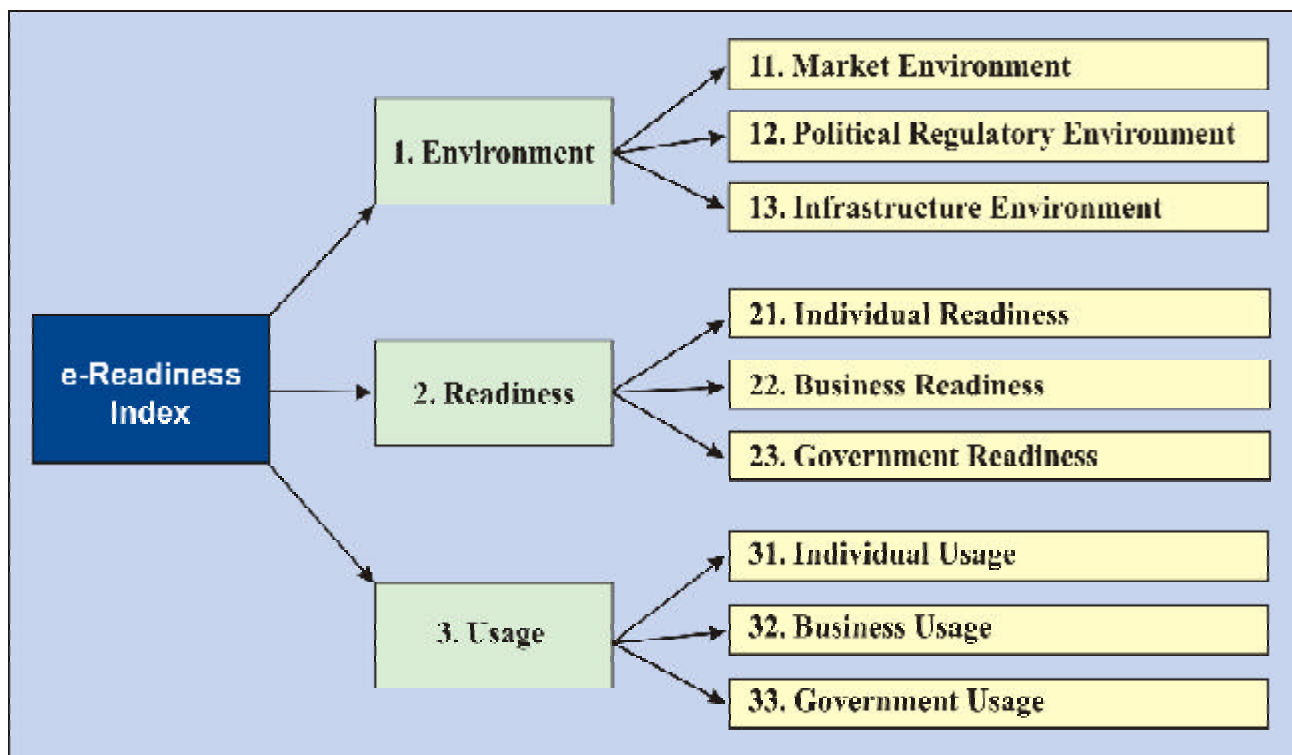 e-Readiness
Index
1. Environment
11. Market Environment
12. Political Regulatory Environment
13. Infrastructure Environment
2. Readiness
21. Individual Readiness
22. Business Readiness
23. Government Readiness
3. Usage
31. Individual Usage
32. Business Usage
33. Government Usage